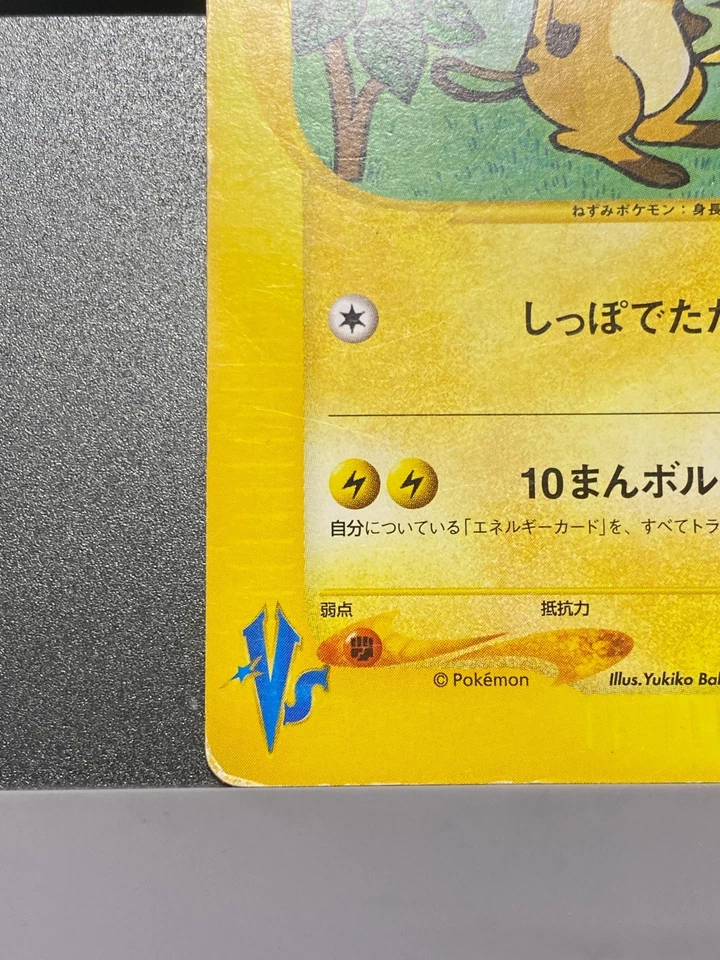 ねずみポケモン：身長
しっぽでたた
10まんボル
自分についている「エネルギーカード」を、すべてトラ
弱点 抵抗力
VS
© Pokémon Illus.Yukiko Ba